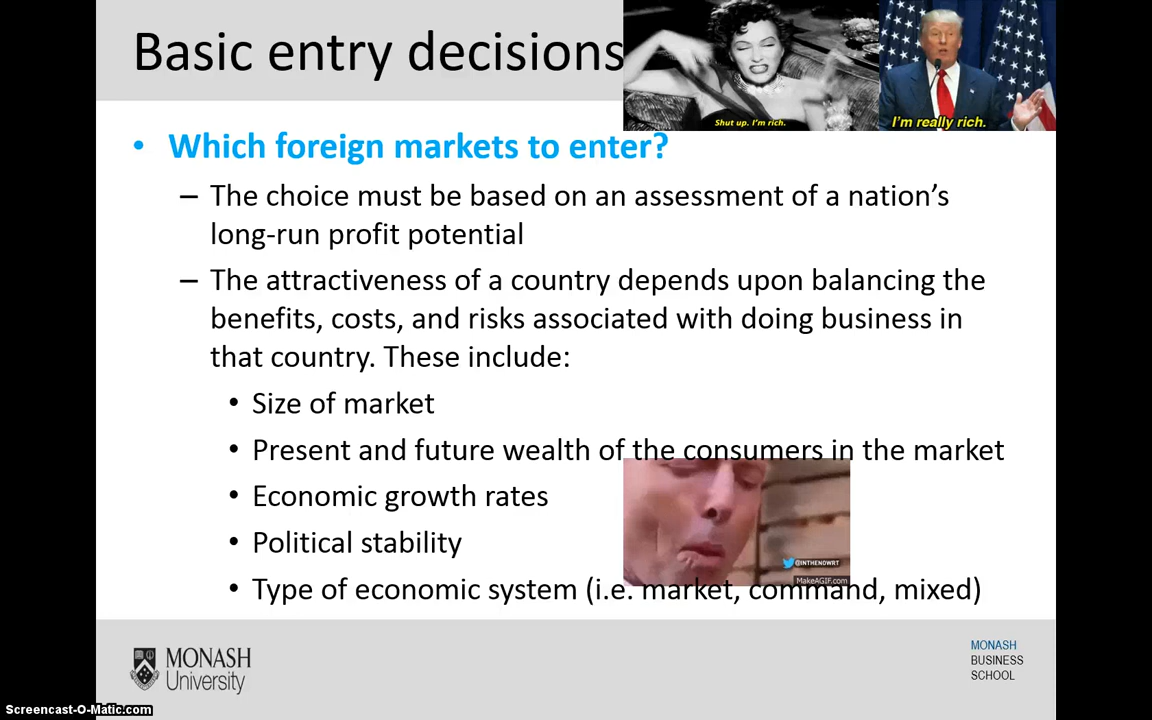 Basic entry decisions
Shut up. I'm rich.
I'm really rich.
• Which foreign markets to enter?
– The choice must be based on an assessment of a nation’s
long-run profit potential
– The attractiveness of a country depends upon balancing the
benefits, costs, and risks associated with doing business in
that country. These include:
• Size of market
• Present and future wealth of the consumers in the market
• Economic growth rates
• Political stability
@INTHENOWRT
MakeAGIF.com
• Type of economic system (i.e. market, command, mixed)
MONASH
University
MONASH
BUSINESS
SCHOOL
Screencast-O-Matic.com